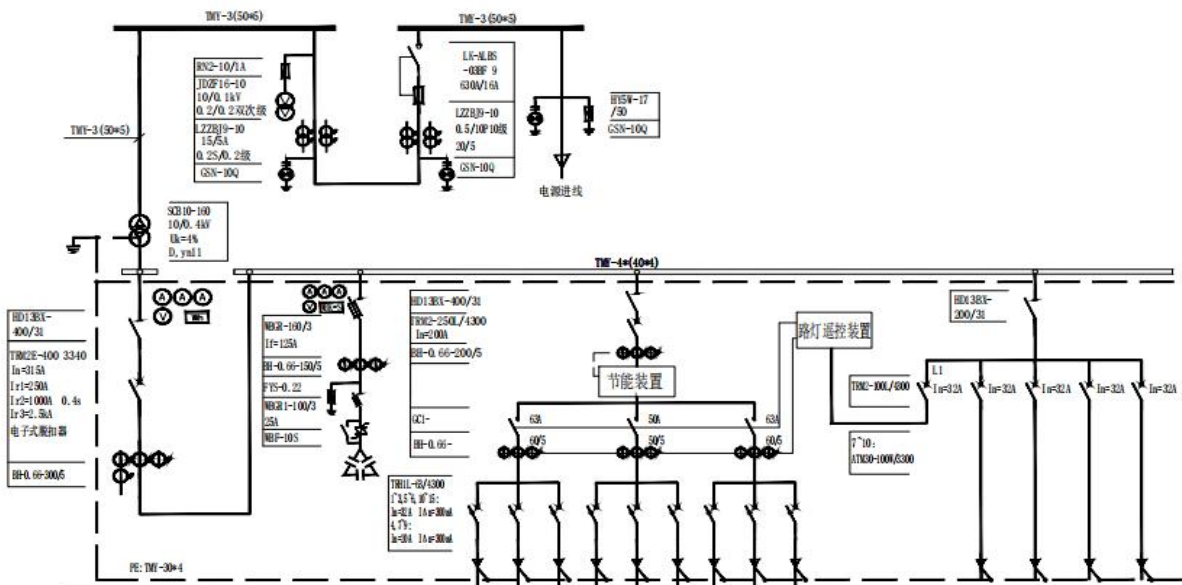 TMY-3(50*5)
TMY-3(50*5)
RN2-10/1A
JDZF16-10
10/0.1kV
0.2/0.2双次级
LZZBJ9-10
15/5A
0.2S/0.2级
GSN-10Q
LK-ALBS
-03BF 9
630A/16A
LZZBJ9-10
0.5/10P10级
20/5
GSN-10Q
HY5W-17
/50
GSN-10Q
电源进线
TMY-3(50*5)
SCB10-160
10/0.4kV
Uk=4%
D,yn11
TMY-4*(40*4)
A
A
A
V
Wh
HD13BX-
400/31
TRM2E-400 3340
In=315A
Ir1=250A
Ir2=1000A 0.4s
Ir3=2.5kA
电子式脱扣器
BH-0.66-300/5
A
A
A
V
WBGR-160/3
If=125A
BH-0.66-150/5
FYS-0.22
WBGR1-100/3
25A
WBF-10S
HD13BX-400/31
TRM2-250L/4300
In=200A
BH-0.66-200/5
GC1-
BH-0.66-
节能装置
63A
50A
63A
60/5
50/5
60/5
路灯遥控装置
HD13BX-
200/31
TRM2-100L/4300
L1
In=32A
In=32A
In=32A
In=32A
In=32A
7~10:
ATM30-100W/3300
TRH1L-63/4300
PE:TMY-30*4